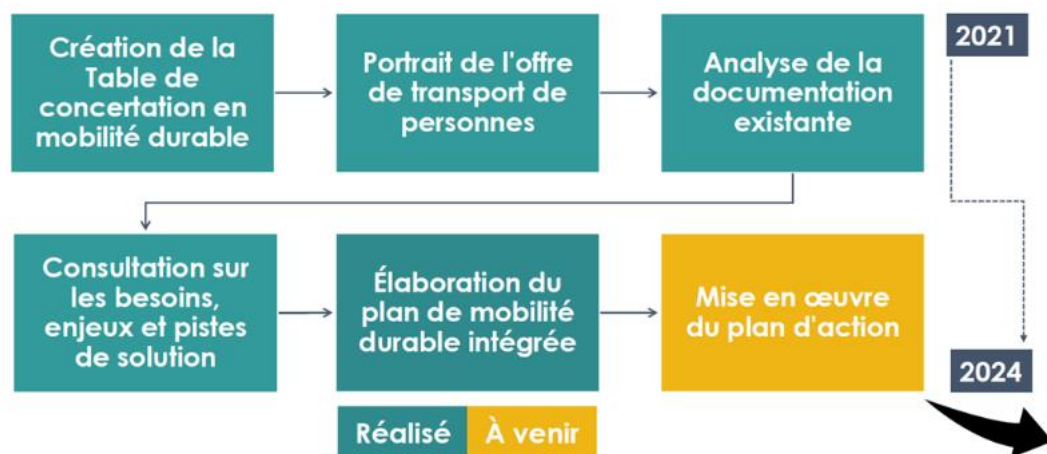 Création de la
Table de
concertation en
mobilité durable
Portrait de l'offre
de transport de
personnes
Analyse de la
documentation
existante
2021
Consultation sur
les besoins,
enjeux et pistes
de solution
Élaboration du
plan de mobilité
durable intégrée
Mise en œuvre
du plan d'action
2024
Réalisé
À venir